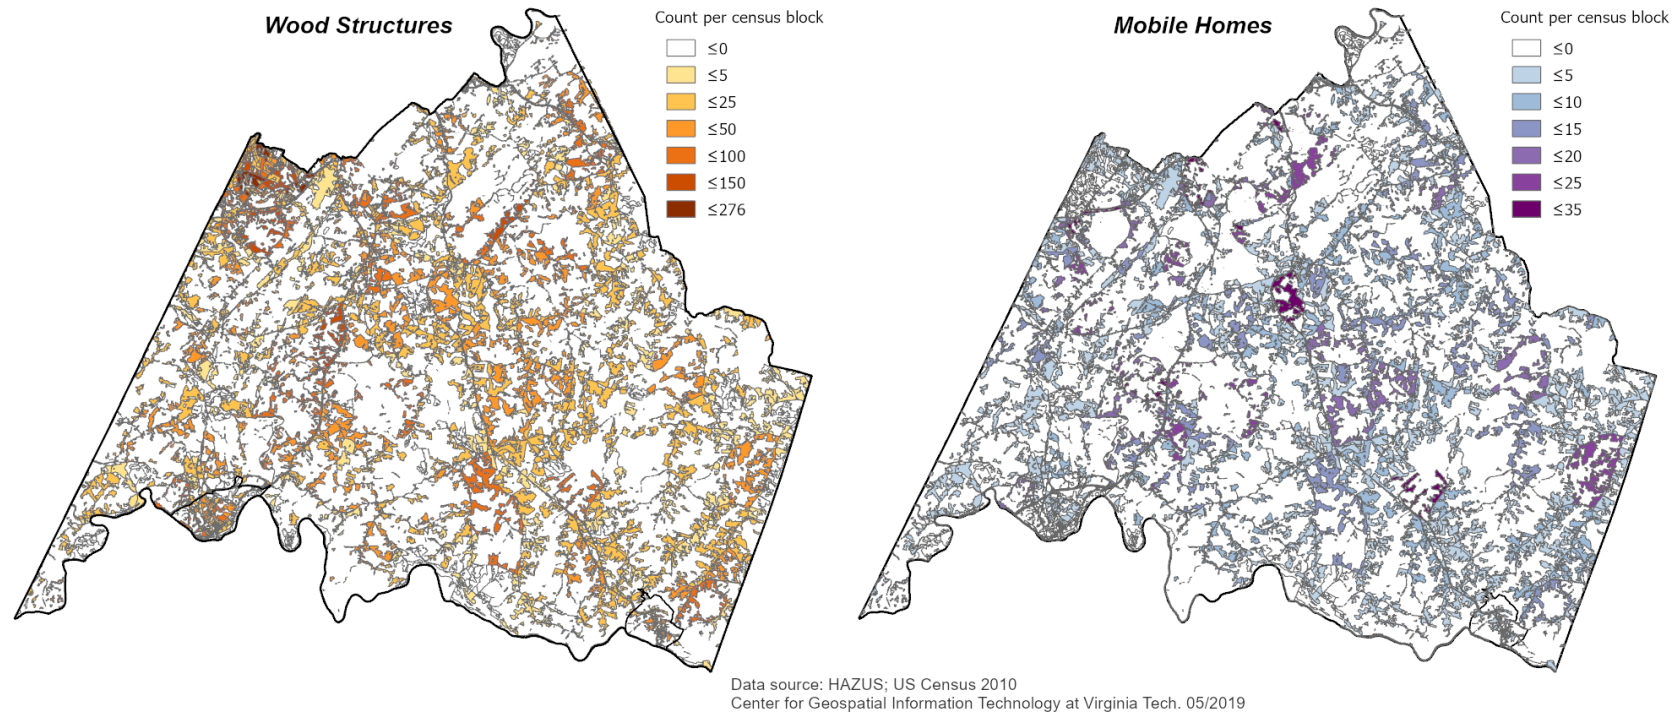 Wood Structures
Count per census block
≤0
≤5
≤25
≤50
≤100
≤150
≤276
Mobile Homes
Count per census block
≤0
≤5
≤10
≤15
≤20
≤25
≤35
Data source: HAZUS; US Census 2010
Center for Geospatial Information Technology at Virginia Tech. 05/2019